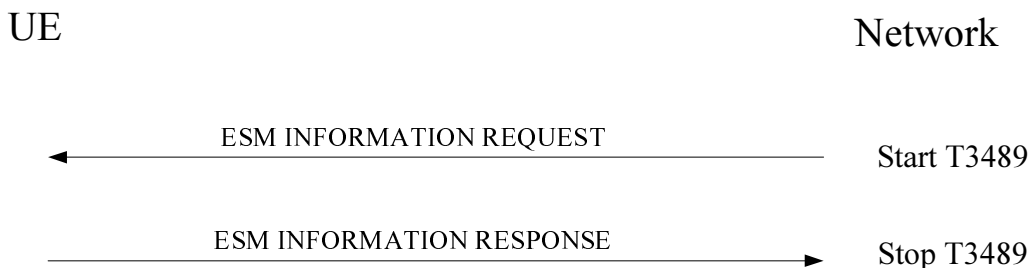 UE
Network
ESM INFORMATION REQUEST
Start T3489
ESM INFORMATION RESPONSE
Stop T3489